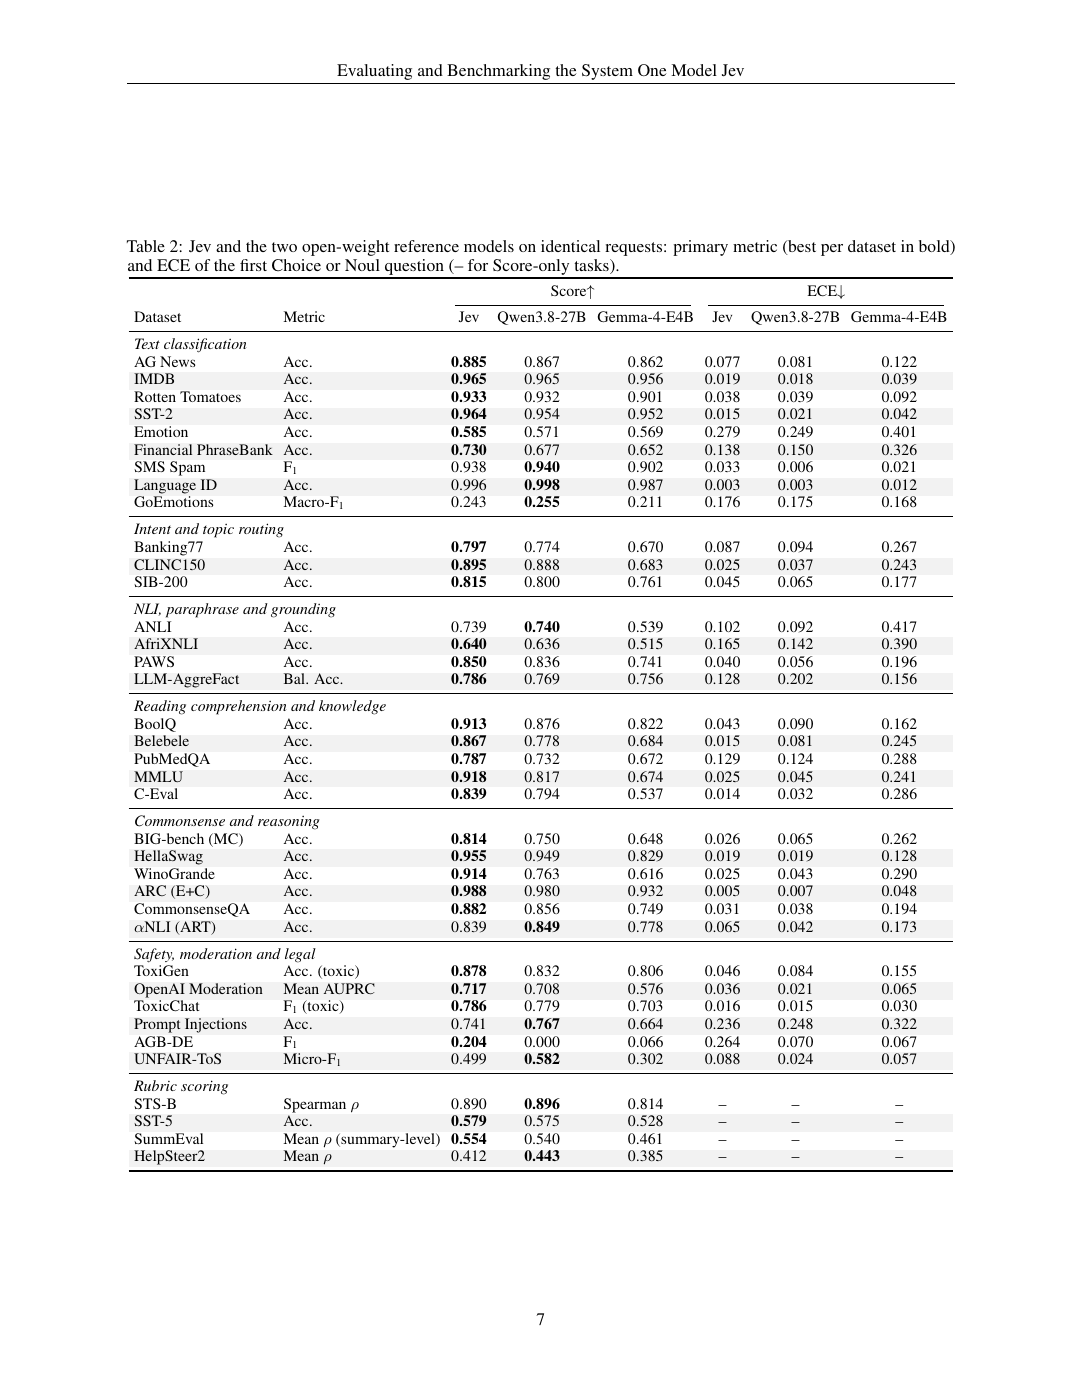 Evaluating and Benchmarking the System One Model Jev
Table 2: Jev and the two open-weight reference models on identical requests: primary metric (best per dataset in bold)
and ECE of the first Choice or Noul question (– for Score-only tasks).
Score↑ ECE↓
Dataset Metric Jev Qwen3.8-27B Gemma-4-E4B Jev Qwen3.8-27B Gemma-4-E4B
Text classification
AG News Acc. 0.885 0.867 0.862 0.077 0.081 0.122
IMDB Acc. 0.965 0.965 0.956 0.019 0.018 0.039
Rotten Tomatoes Acc. 0.933 0.932 0.901 0.038 0.039 0.092
SST-2 Acc. 0.964 0.954 0.952 0.015 0.021 0.042
Emotion Acc. 0.585 0.571 0.569 0.279 0.249 0.401
Financial PhraseBank Acc. 0.730 0.677 0.652 0.138 0.150 0.326
SMS Spam F1 0.938 0.940 0.902 0.033 0.006 0.021
Language ID Acc. 0.996 0.998 0.987 0.003 0.003 0.012
GoEmotions Macro-F1 0.243 0.255 0.211 0.176 0.175 0.168
Intent and topic routing
Banking77 Acc. 0.797 0.774 0.670 0.087 0.094 0.267
CLINC150 Acc. 0.895 0.888 0.683 0.025 0.037 0.243
SIB-200 Acc. 0.815 0.800 0.761 0.045 0.065 0.177
NLI, paraphrase and grounding
ANLI Acc. 0.739 0.740 0.539 0.102 0.092 0.417
AfriXNLI Acc. 0.640 0.636 0.515 0.165 0.142 0.390
PAWS Acc. 0.850 0.836 0.741 0.040 0.056 0.196
LLM-AggreFact Bal. Acc. 0.786 0.769 0.756 0.128 0.202 0.156
Reading comprehension and knowledge
BoolQ Acc. 0.913 0.876 0.822 0.043 0.090 0.162
Belebele Acc. 0.867 0.778 0.684 0.015 0.081 0.245
PubMedQA Acc. 0.787 0.732 0.672 0.129 0.124 0.288
MMLU Acc. 0.918 0.817 0.674 0.025 0.045 0.241
C-Eval Acc. 0.839 0.794 0.537 0.014 0.032 0.286
Commonsense and reasoning
BIG-bench (MC) Acc. 0.814 0.750 0.648 0.026 0.065 0.262
HellaSwag Acc. 0.955 0.949 0.829 0.019 0.019 0.128
WinoGrande Acc. 0.914 0.763 0.616 0.025 0.043 0.290
ARC (E+C) Acc. 0.988 0.980 0.932 0.005 0.007 0.048
CommonsenseQA Acc. 0.882 0.856 0.749 0.031 0.038 0.194
αNLI (ART) Acc. 0.839 0.849 0.778 0.065 0.042 0.173
Safety, moderation and legal
ToxiGen Acc. (toxic) 0.878 0.832 0.806 0.046 0.084 0.155
OpenAI Moderation Mean AUPRC 0.717 0.708 0.576 0.036 0.021 0.065
ToxicChat F1 (toxic) 0.786 0.779 0.703 0.016 0.015 0.030
Prompt Injections Acc. 0.741 0.767 0.664 0.236 0.248 0.322
AGB-DE F1 0.204 0.000 0.066 0.264 0.070 0.067
UNFAIR-ToS Micro-F1 0.499 0.582 0.302 0.088 0.024 0.057
Rubric scoring
STS-B Spearman ρ 0.890 0.896 0.814 – – –
SST-5 Acc. 0.579 0.575 0.528 – – –
SummEval Mean ρ (summary-level) 0.554 0.540 0.461 – – –
HelpSteer2 Mean ρ 0.412 0.443 0.385 – – –
7